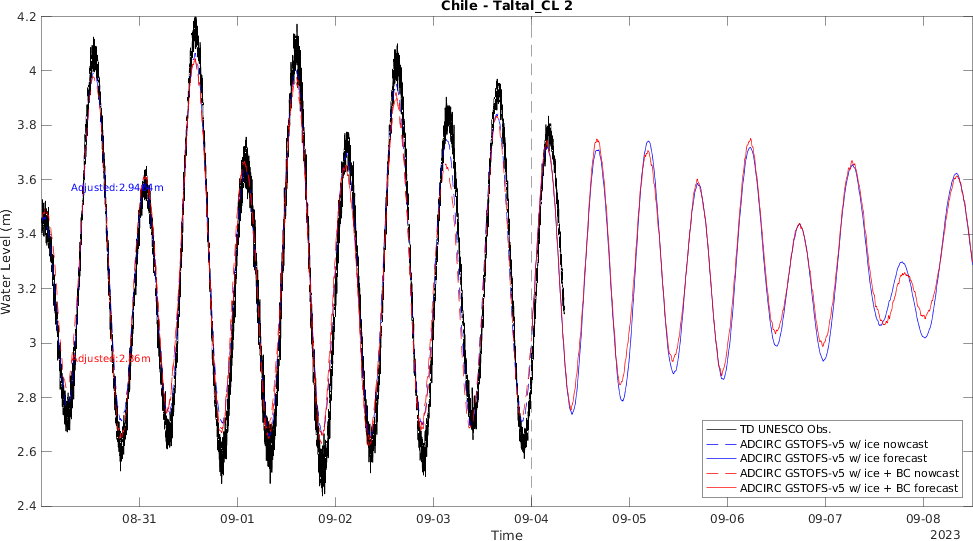 Chile - Taltal_CL 2
4.2
4
3.8
3.6
3.4
3.2
3
2.8
2.6
2.4
Water Level (m)
Adjusted:2.86m
TD UNESCO Obs.
ADCIRC GSTOFS-v5 w/ ice nowcast
ADCIRC GSTOFS-v5 w/ ice forecast
ADCIRC GSTOFS-v5 w/ ice + BC nowcast
ADCIRC GSTOFS-v5 w/ ice + BC forecast
08-31
09-01
09-02
09-03
09-04
09-05
09-06
09-07
09-08
Time
2023